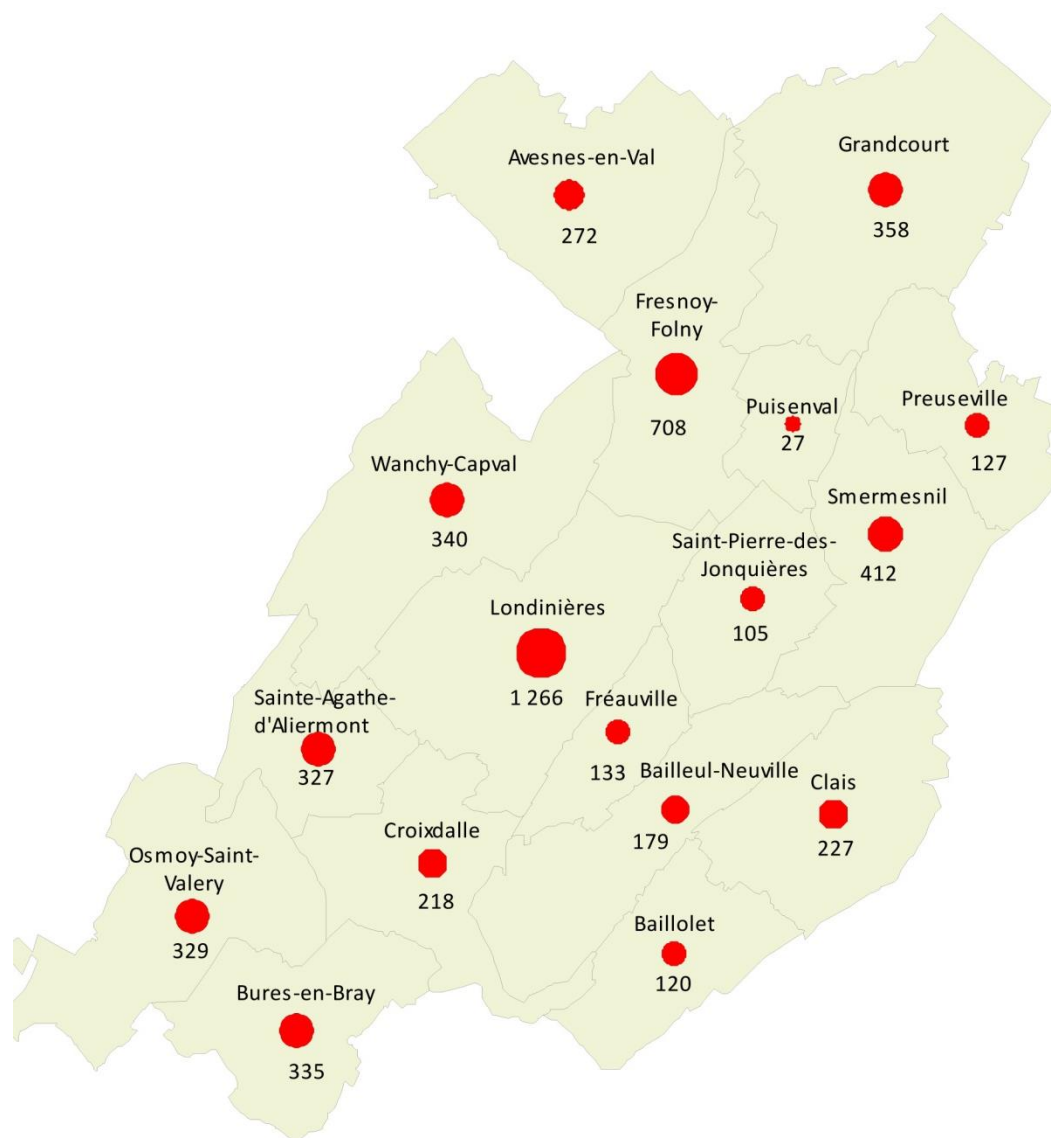 Avesnes-en-Val
272
Grandcourt
358
Fresnoy-
Folny
708
Puisenval
27
Preuseville
127
Wanchy-Capval
340
Smermesnil
412
Saint-Pierre-des-
Jonquières
105
Londinières
1 266
Fréauville
133
Sainte-Agathe-
d'Aliermont
327
Bailleul-Neuville
179
Clais
227
Croixdalle
218
Osmoy-Saint-
Valery
329
Baillolet
120
Bures-en-Bray
335